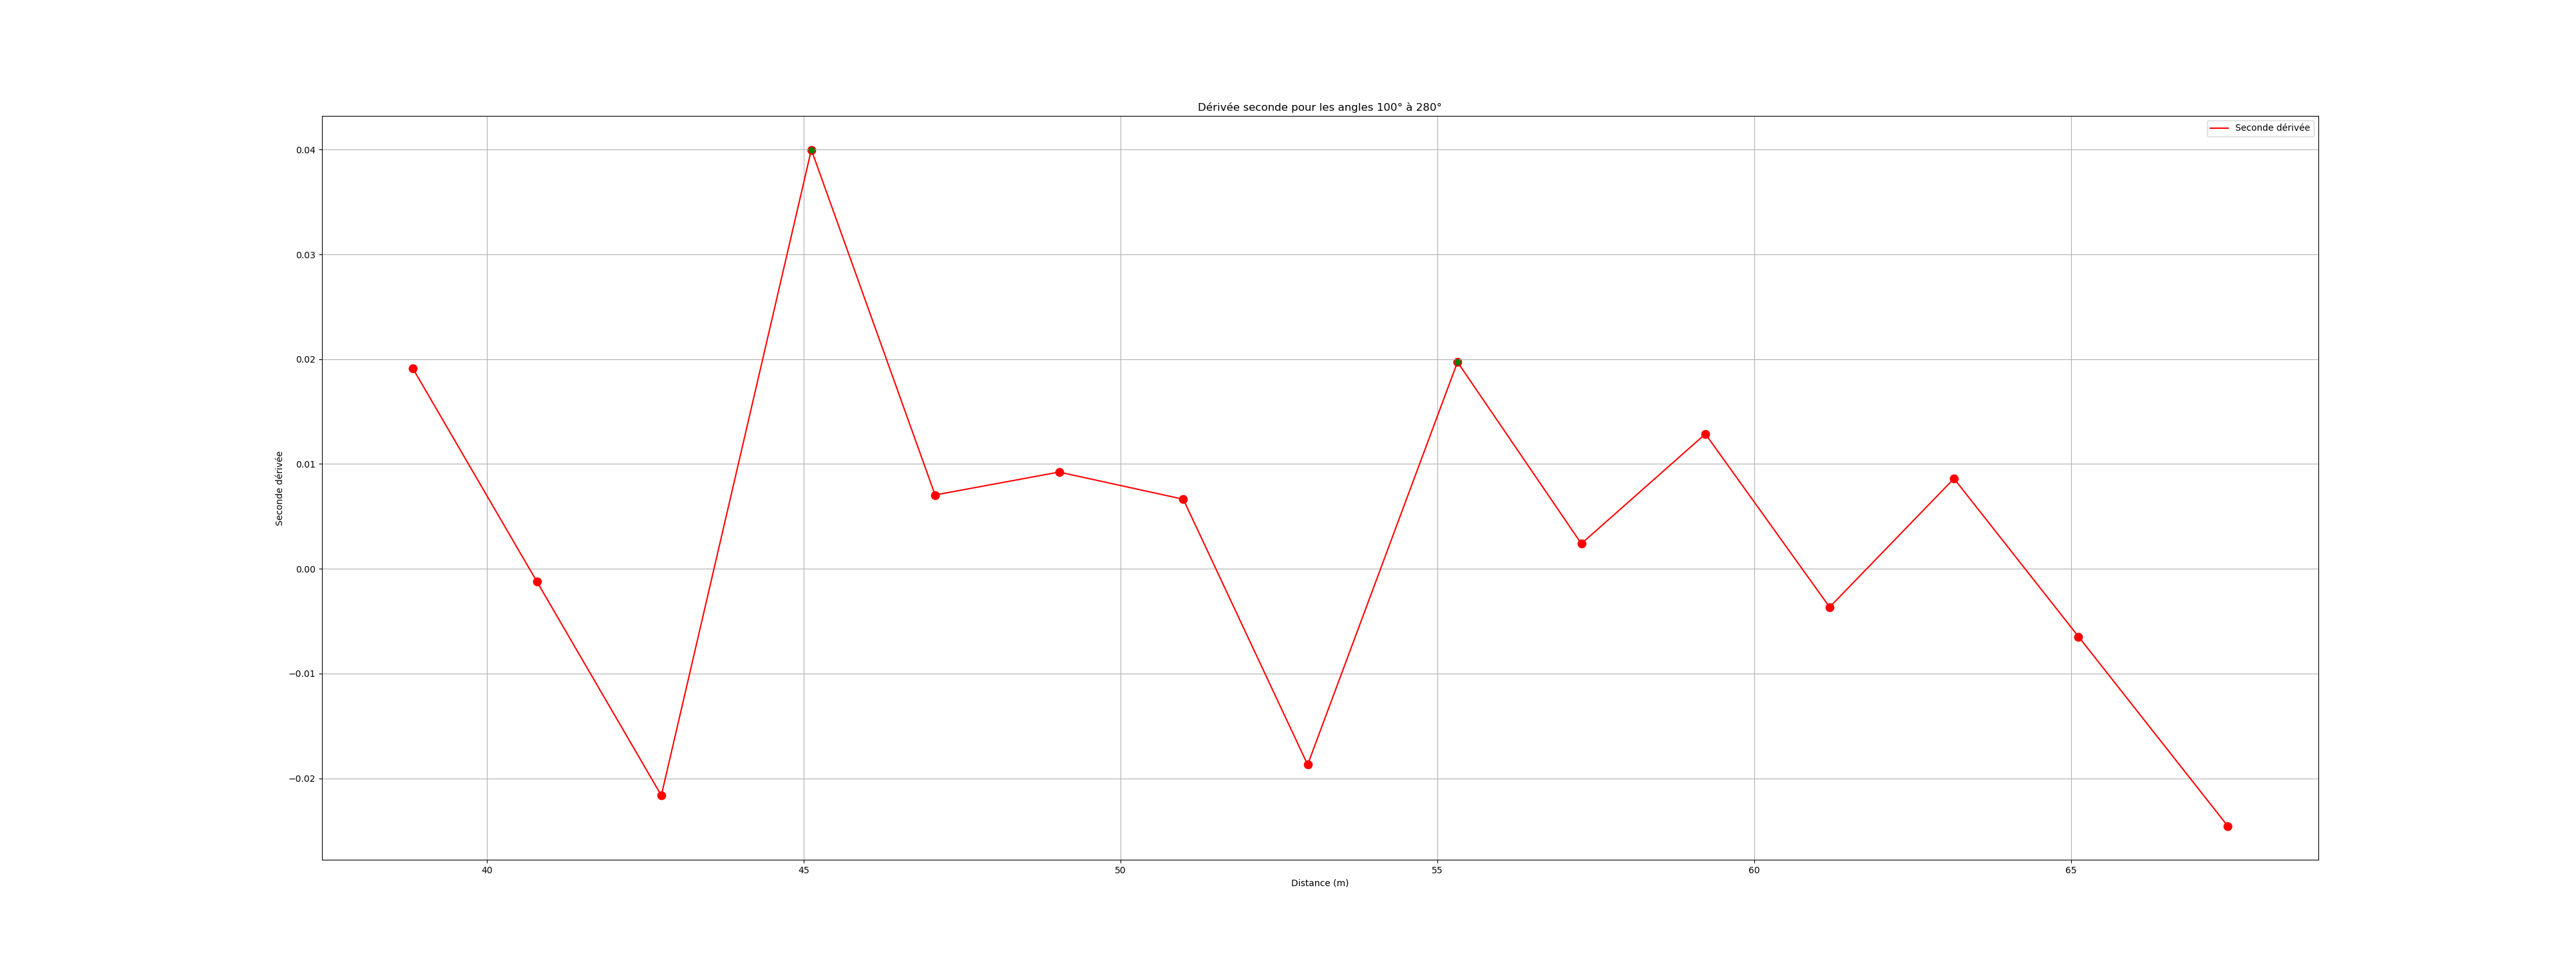 Dérivée seconde pour les angles 100° à 280°
Seconde dérivée
0.04
0.03
0.02
0.01
0.00
−0.01
−0.02
Seconde dérivée
40 45 50 55 60 65
Distance (m)